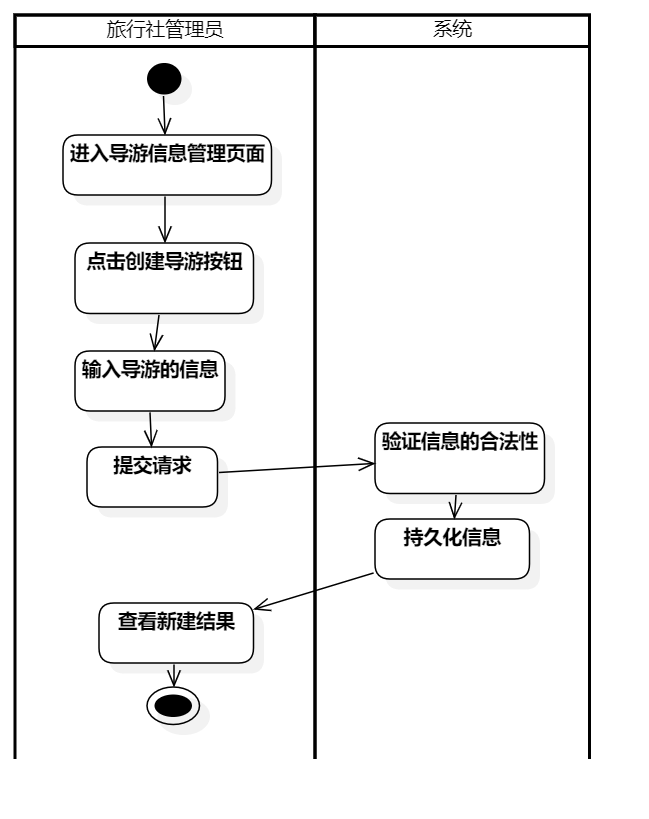 旅行社管理员
系统
进入导游信息管理页面
点击创建导游按钮
输入导游的信息
提交请求
验证信息的合法性
持久化信息
查看新建结果